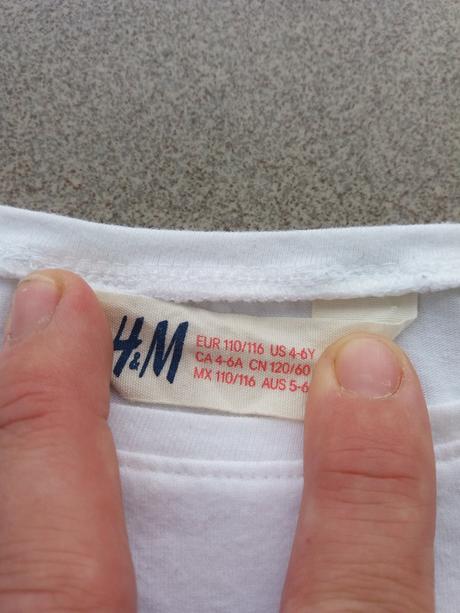 H&M
EUR 110/116 US 4-6Y
CA 4-6A CN 120/60
MX 110/116 AUS 5-6